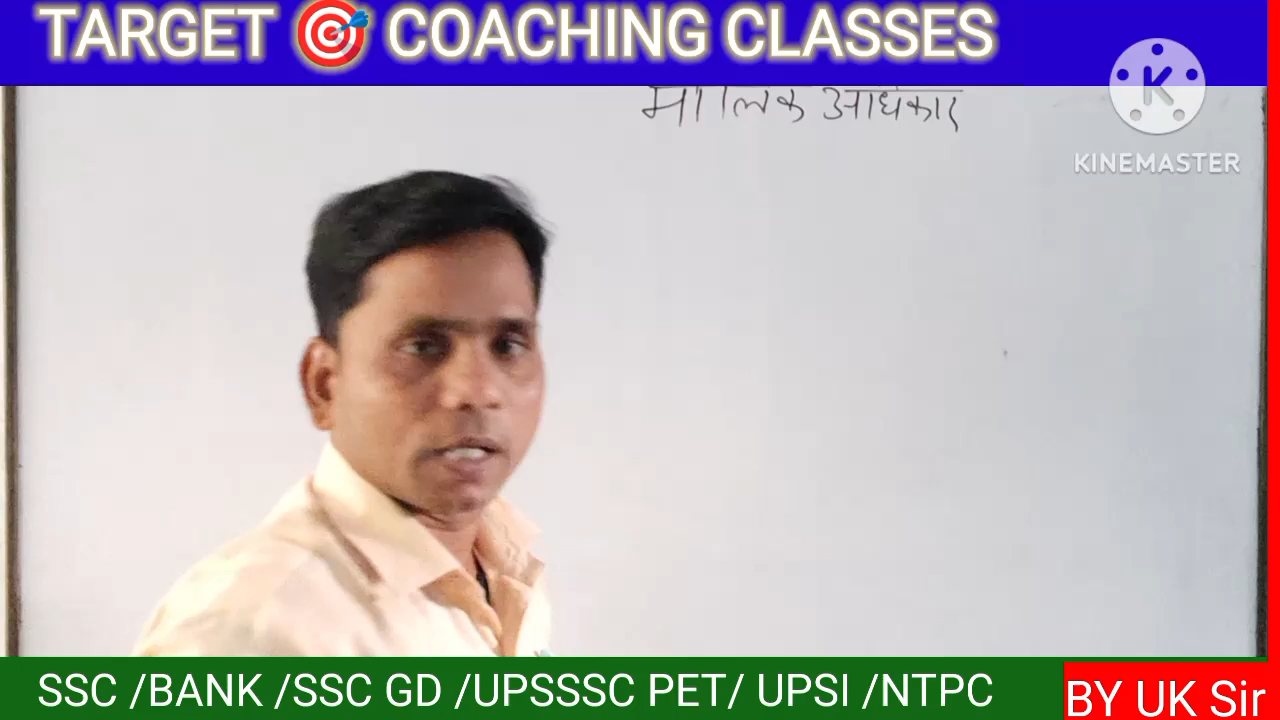 TARGET 🎯 COACHING CLASSES
K
KINEMASTER
मौलिक अधिकार
SSC /BANK /SSC GD /UPSSSC PET/ UPSI /NTPC
BY UK Sir